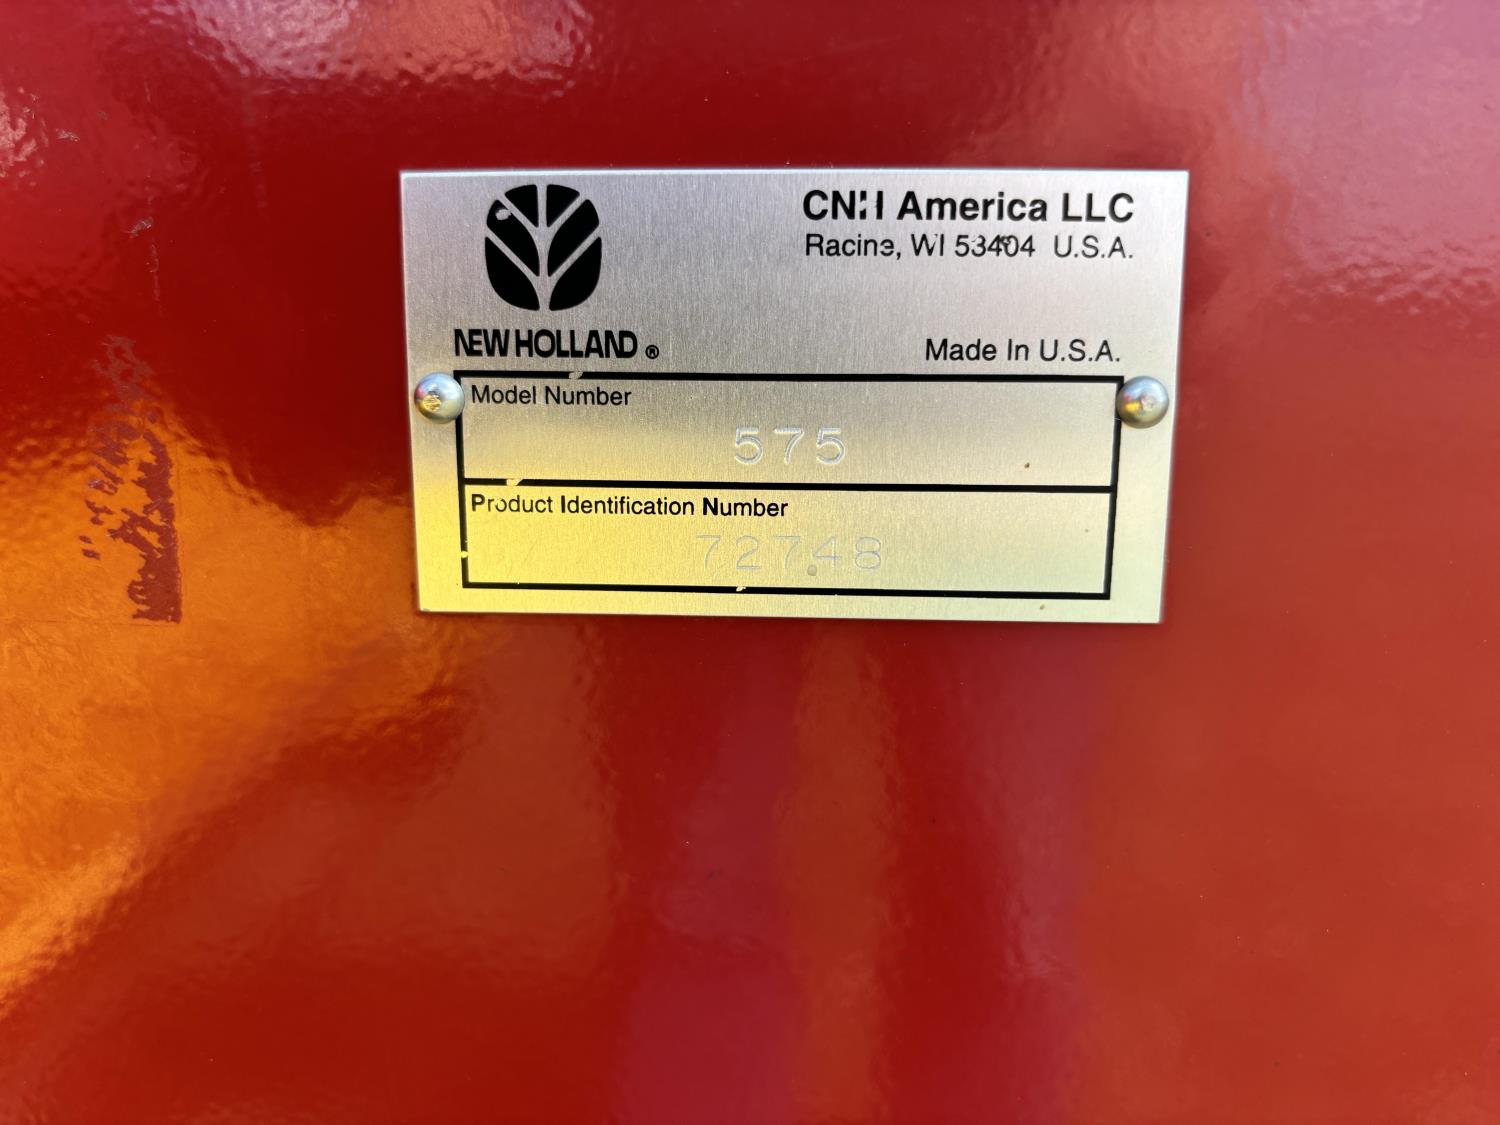 CNH America LLC
Racine, WI 53404 U.S.A.
NEW HOLLAND ®
Made In U.S.A.
Model Number
575
Product Identification Number
72748